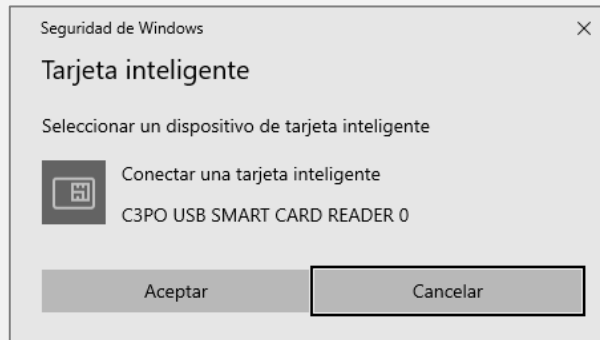 Seguridad de Windows
Tarjeta inteligente
Seleccionar un dispositivo de tarjeta inteligente
Conectar una tarjeta inteligente
C3PO USB SMART CARD READER 0
Aceptar
Cancelar